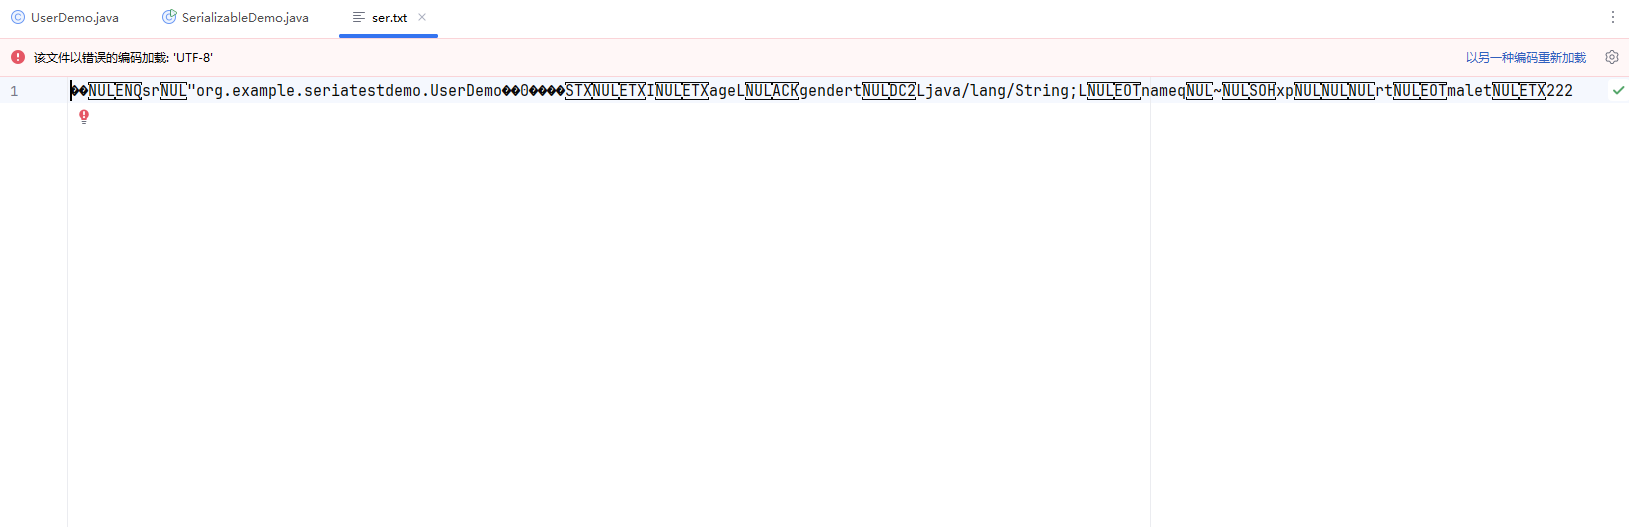 UserDemo.java SerializableDemo.java ser.txt
该文件以错误的编码加载: 'UTF-8' 以另一种编码重新加载
1 ��NULENQsrNUL"org.example.seriatestdemo.UserDemo��0����STXNULETXINULETXageLNULACKgendertNULDC2Ljava/lang/String;LNULEOTnameqNUL~NULSOHxpNULNULNULrtNULEOTmaletNULETX222